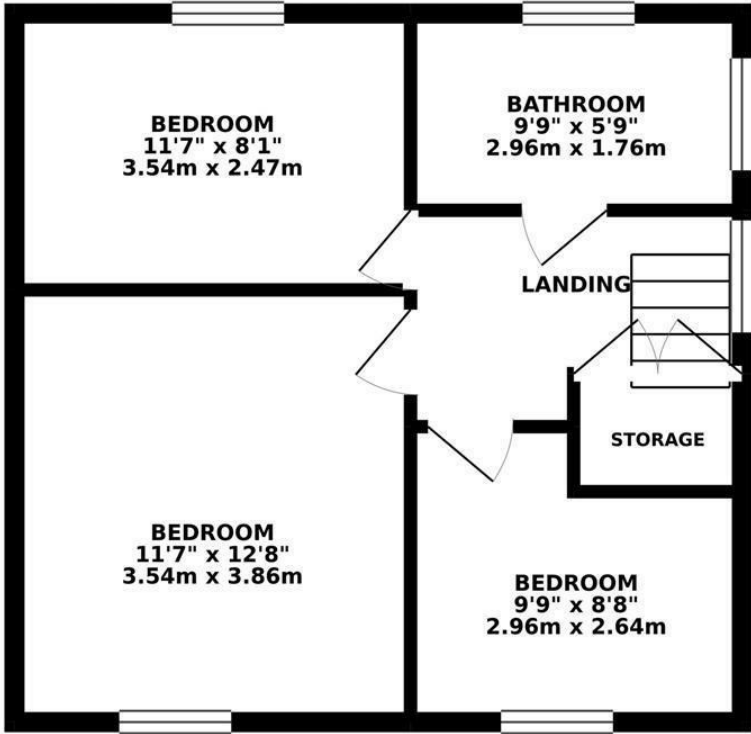 BEDROOM
11'7" x 8'1"
3.54m x 2.47m
BATHROOM
9'9" x 5'9"
2.96m x 1.76m
LANDING
STORAGE
BEDROOM
11'7" x 12'8"
3.54m x 3.86m
BEDROOM
9'9" x 8'8"
2.96m x 2.64m